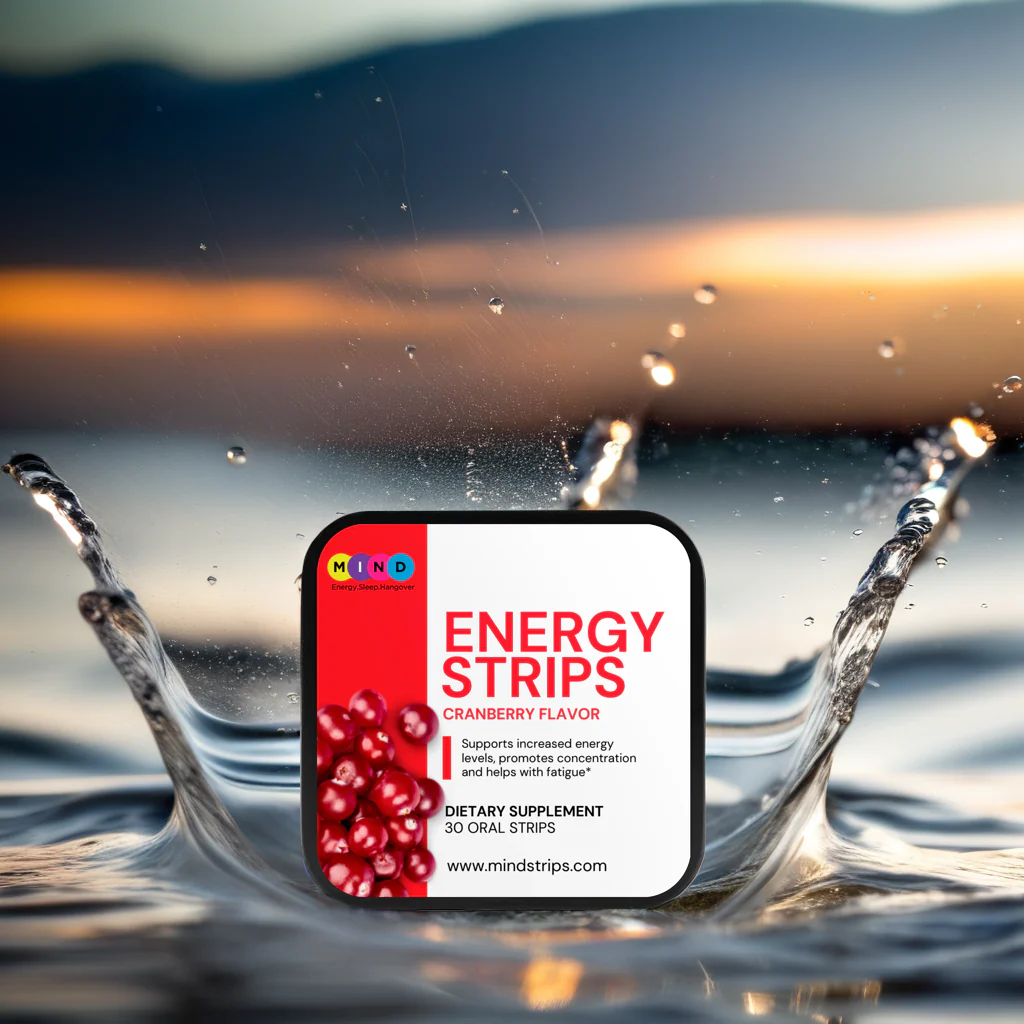 MIND
Energy.Sleep.Hangover
ENERGY
STRIPS
CRANBERRY FLAVOR
Supports increased energy
levels, promotes concentration
and helps with fatigue*
DIETARY SUPPLEMENT
30 ORAL STRIPS
www.mindstrips.com